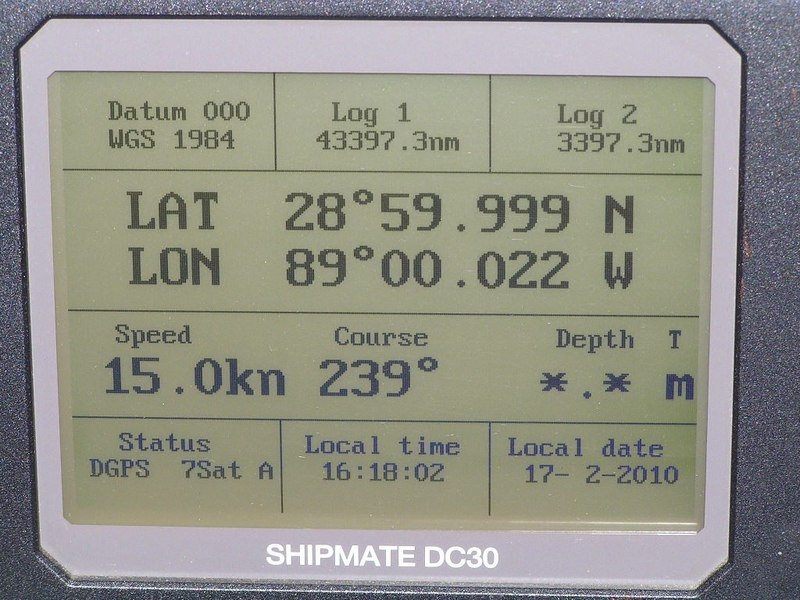 Datum 000 Log 1 Log 2
WGS 1984 43397.3nm 3397.3nm
LAT 28°59.999 N
LON 89°00.022 W
Speed Course Depth T
15.0kn 239° *.* m
Status Local time Local date
DGPS 7Sat A 16:18:02 17- 2-2010
SHIPMATE DC30